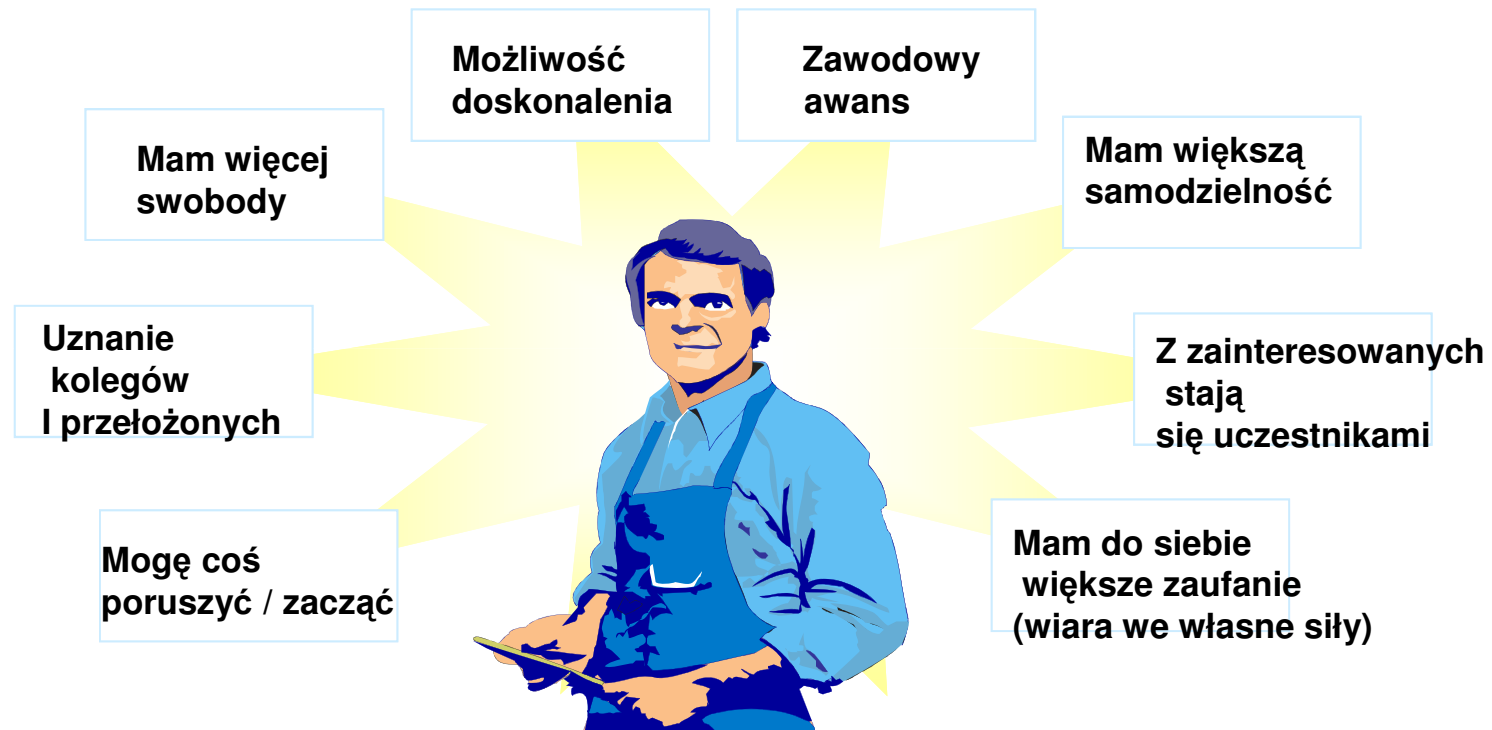 Możliwość
doskonalenia
Zawodowy
awans
Mam więcej
swobody
Mam większą
samodzielność
Uznanie
kolegów
I przełożonych
Z zainteresowanych
stają
się uczestnikami
Mogę coś
poruszyć / zacząć
Mam do siebie
większe zaufanie
(wiara we własne siły)